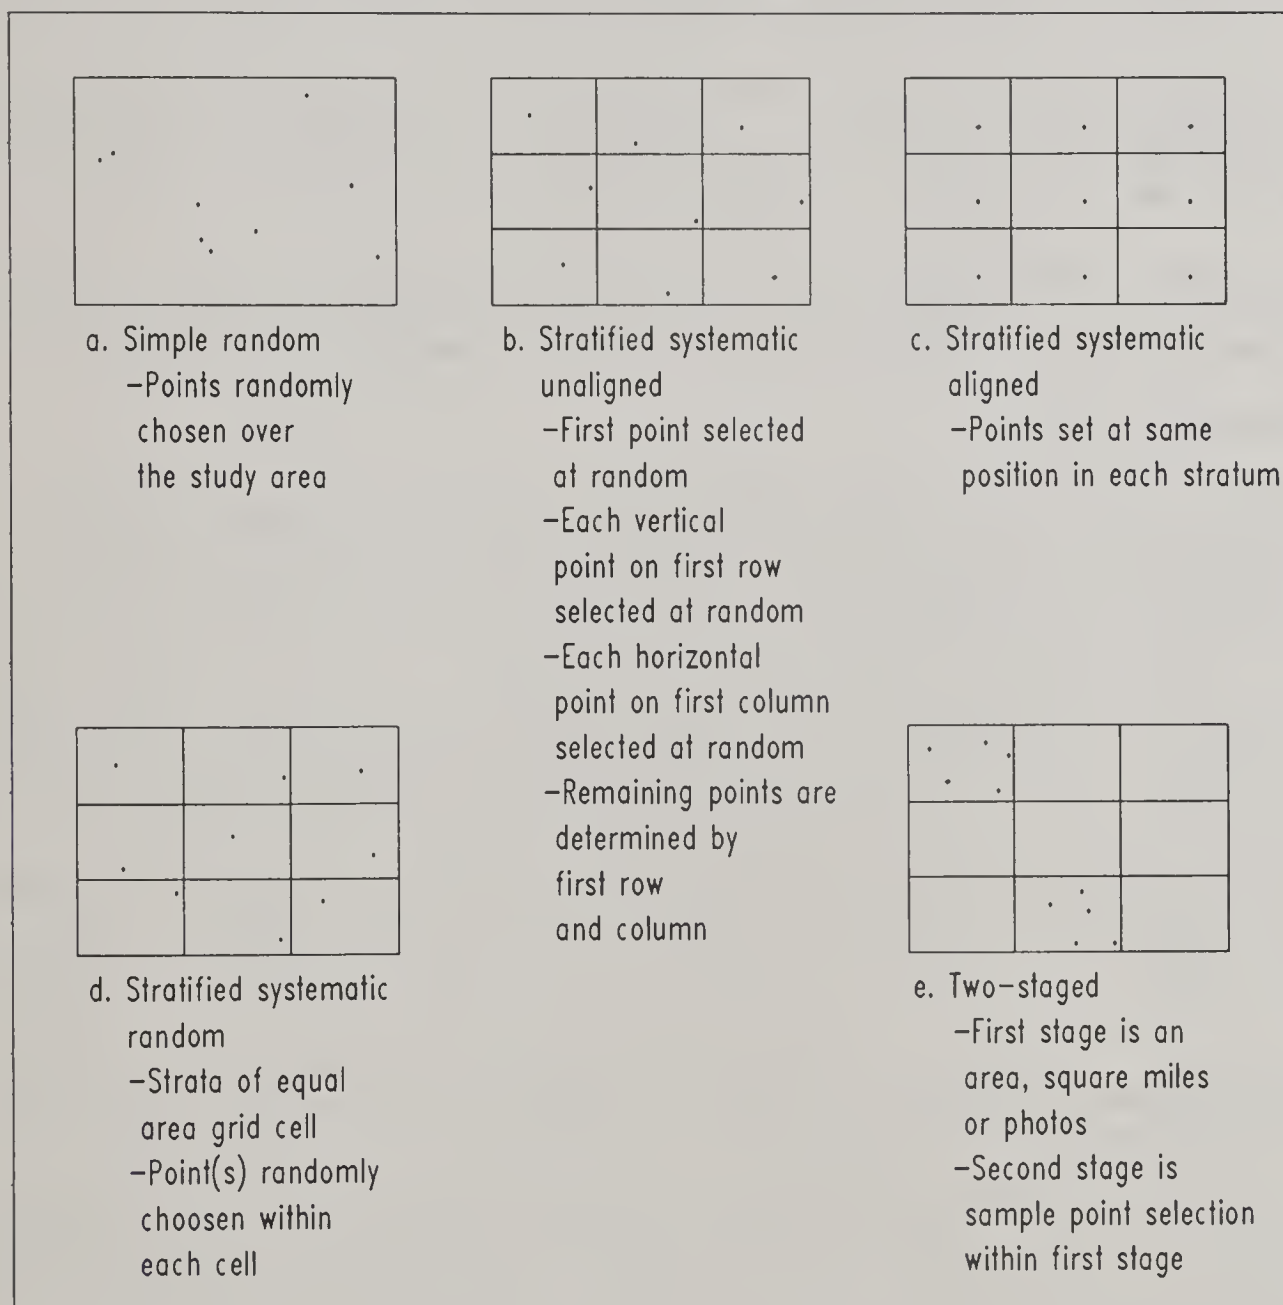 a. Simple random
-Points randomly
chosen over
the study area
b. Stratified systematic
unaligned
-First point selected
at random
-Each vertical
point on first row
selected at random
-Each horizontal
point on first column
selected at random
-Remaining points are
determined by
first row
and column
c. Stratified systematic
aligned
-Points set at same
position in each stratum
d. Stratified systematic
random
-Strata of equal
area grid cell
-Point(s) randomly
choosen within
each cell
e. Two-staged
-First stage is an
area, square miles
or photos
-Second stage is
sample point selection
within first stage